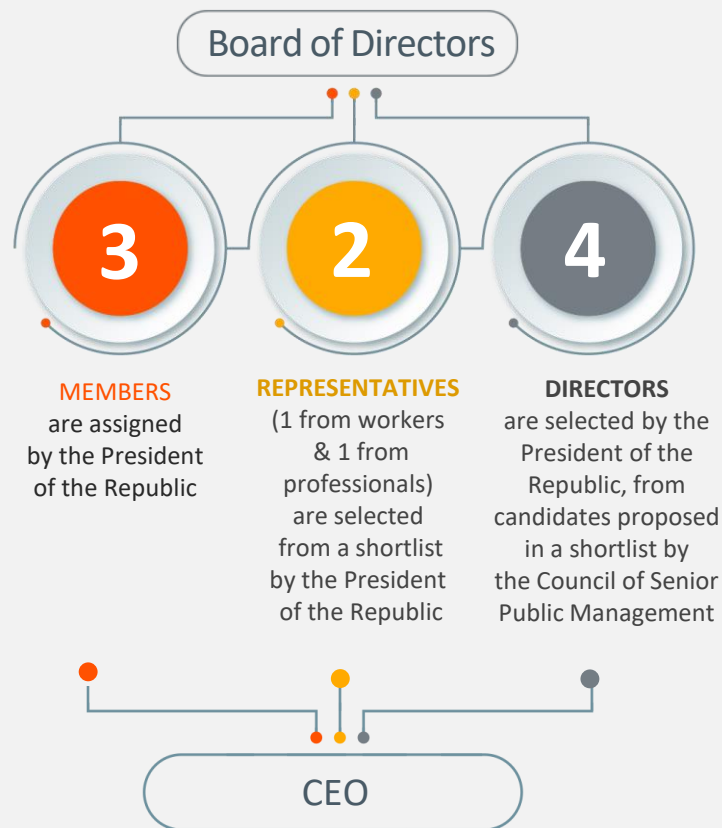 Board of Directors
3
MEMBERS
are assigned
by the President
of the Republic
2
REPRESENTATIVES
(1 from workers
& 1 from
professionals)
are selected
from a shortlist
by the President
of the Republic
4
DIRECTORS
are selected by the
President of the
Republic, from
candidates proposed
in a shortlist by
the Council of Senior
Public Management
CEO